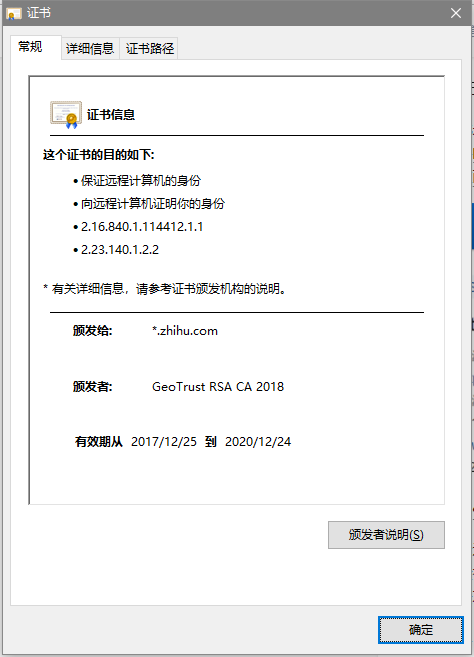 证书
常规
详细信息
证书路径
证书信息
这个证书的目的如下:
• 保证远程计算机的身份
• 向远程计算机证明你的身份
• 2.16.840.1.114412.1.1
• 2.23.140.1.2.2
* 有关详细信息，请参考证书颁发机构的说明。
颁发给: *.zhihu.com
颁发者: GeoTrust RSA CA 2018
有效期从 2017/12/25 到 2020/12/24
颁发者说明(S)
确定